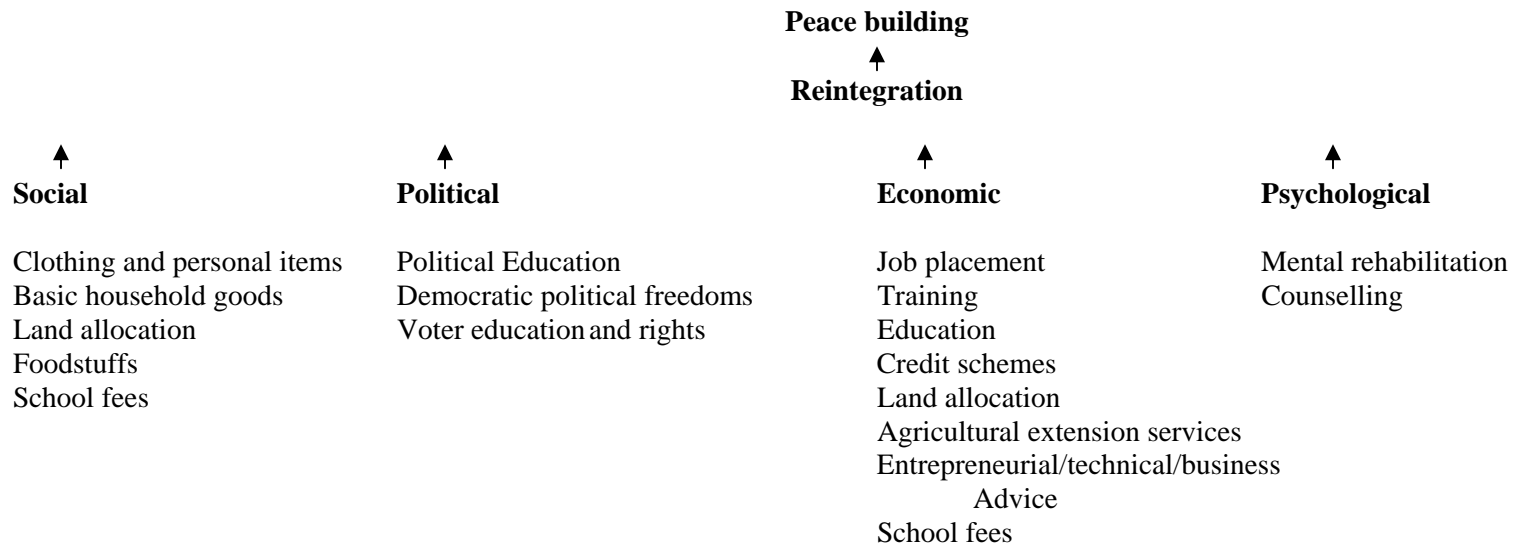 Peace building
Reintegration
Social
Political
Economic
Psychological
Clothing and personal items
Basic household goods
Land allocation
Foodstuffs
School fees
Political Education
Democratic political freedoms
Voter education and rights
Job placement
Training
Education
Credit schemes
Land allocation
Agricultural extension services
Entrepreneurial/technical/business
Advice
School fees
Mental rehabilitation
Counselling